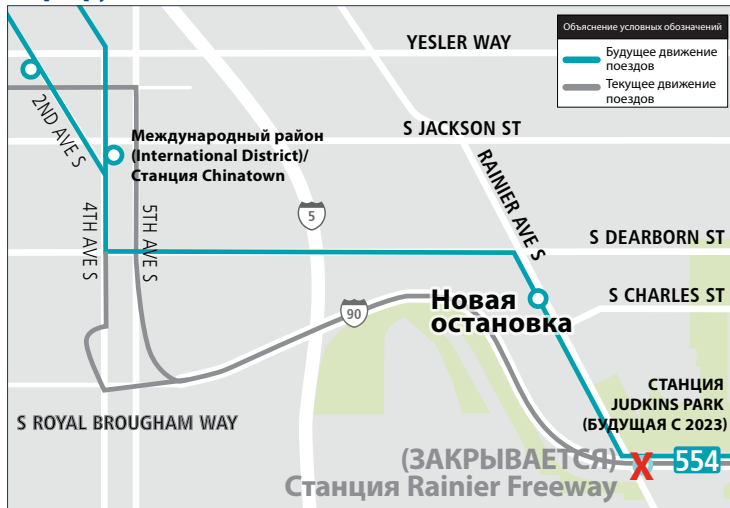 Объяснение условных обозначений
Будущее движение
поездов
Текущее движение
поездов
YESLER WAY
2ND AVE S
Международный район
(International District)/
Станция Chinatown
S JACKSON ST
RAINIER AVE S
4TH AVE S
5TH AVE S
5
S DEARBORN ST
90
Новая
остановка
S CHARLES ST
СТАНЦИЯ
JUDKINS PARK
(БУДУЩАЯ С 2023)
S ROYAL BROUGHAM WAY
(ЗАКРЫВАЕТСЯ)
Станция Rainier Freeway
X
554